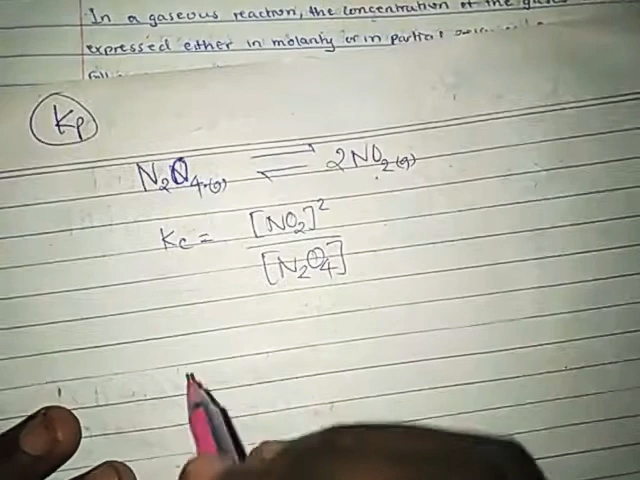 In a gaseous reaction, the concentration of the
expressed either in molarity or in partial
Kp
N₂O₄(g) ⇌ 2NO₂(g)
Kc = [NO₂]² / [N₂O₄]